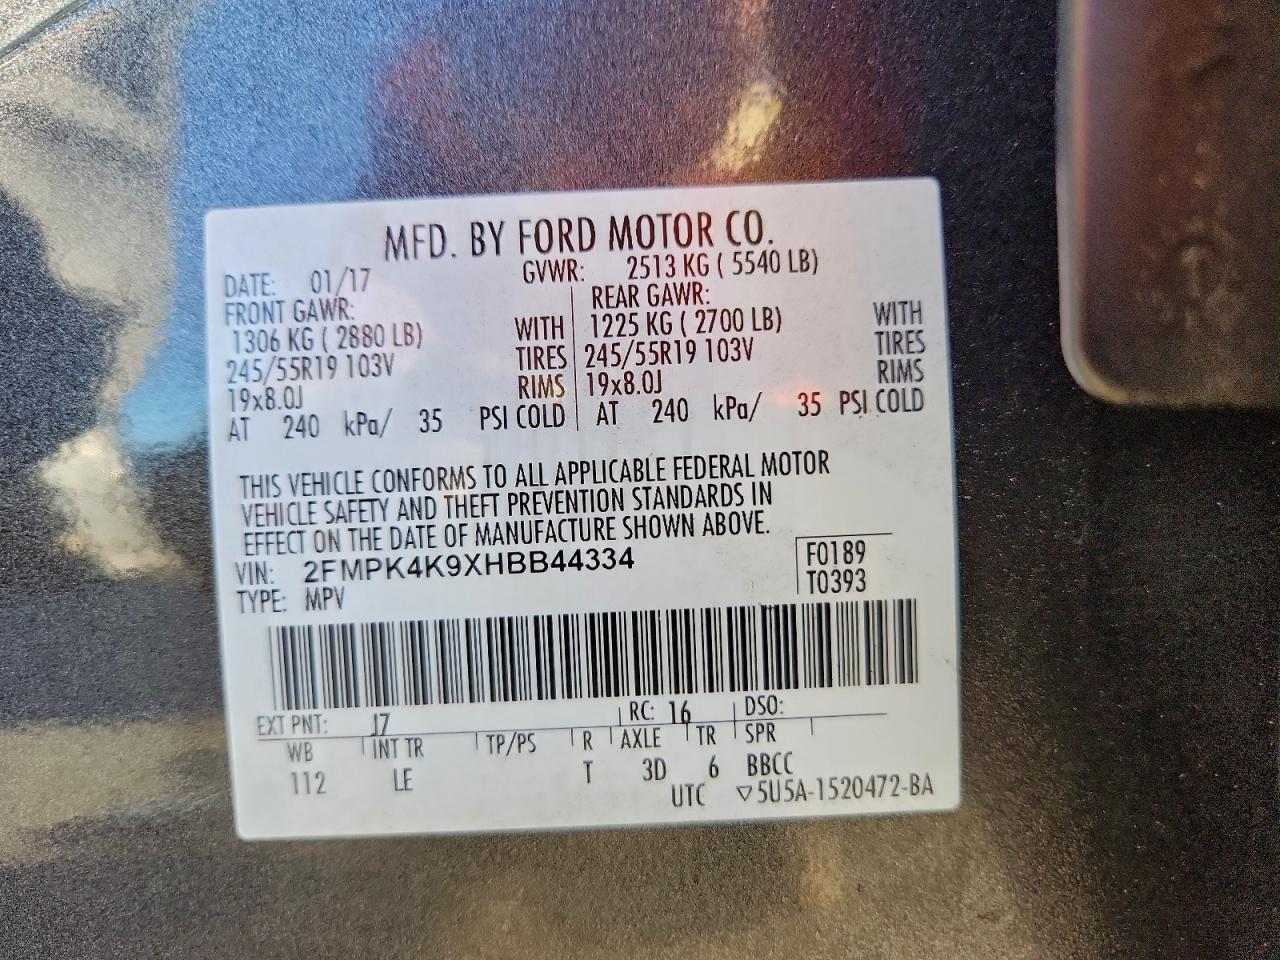 MFD. BY FORD MOTOR CO.
DATE: 01/17 GVWR: 2513 KG ( 5540 LB)
FRONT GAWR: REAR GAWR:
1306 KG ( 2880 LB) WITH 1225 KG ( 2700 LB) WITH
245/55R19 103V TIRES 245/55R19 103V TIRES
19x8.0J RIMS 19x8.0J RIMS
AT 240 kPa/ 35 PSI COLD AT 240 kPa/ 35 PSI COLD
THIS VEHICLE CONFORMS TO ALL APPLICABLE FEDERAL MOTOR
VEHICLE SAFETY AND THEFT PREVENTION STANDARDS IN
EFFECT ON THE DATE OF MANUFACTURE SHOWN ABOVE.
VIN: 2FMPK4K9XHBB44334 F0189
TYPE: MPV T0393
EXT PNT: J7 RC: 16 DSO:
WB INT TR TP/PS R AXLE TR SPR
112 LE T 3D 6 BBCC
UTC ▽5U5A-1520472-BA